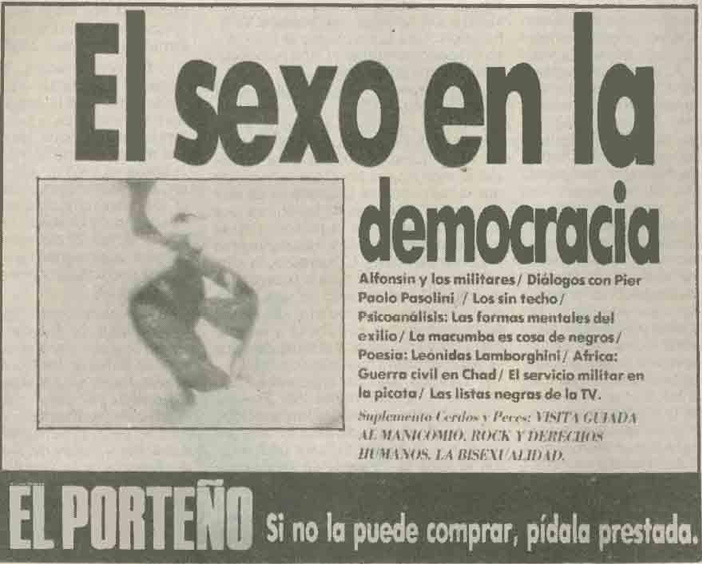 El sexo en la
democracia
Alfonsín y los militares/ Diálogos con Pier
Paolo Pasolini / Los sin techo/
Psicoanálisis: Las formas mentales del
exilio/ La macumba es cosa de negros/
Poesía: Leónidas Lamborghini/ Africa:
Guerra civil en Chad/ El servicio militar en
la picota/ Las listas negras de la TV.
Suplemento Cerdos y Peces: VISITA GUIADA
AL MANICOMIO. ROCK Y DERECHOS
HUMANOS. LA BISEXUALIDAD.
EL PORTEÑO Si no la puede comprar, pídala prestada.